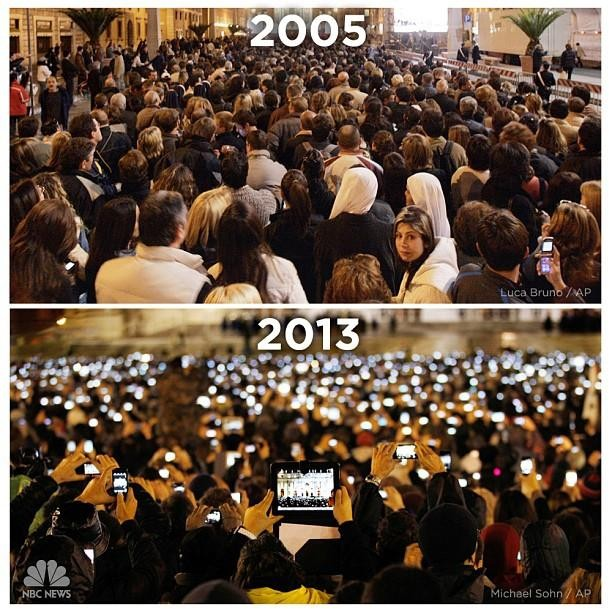 2005
Luca Bruno / AP
2013
NBC NEWS
Michael Sohn / AP